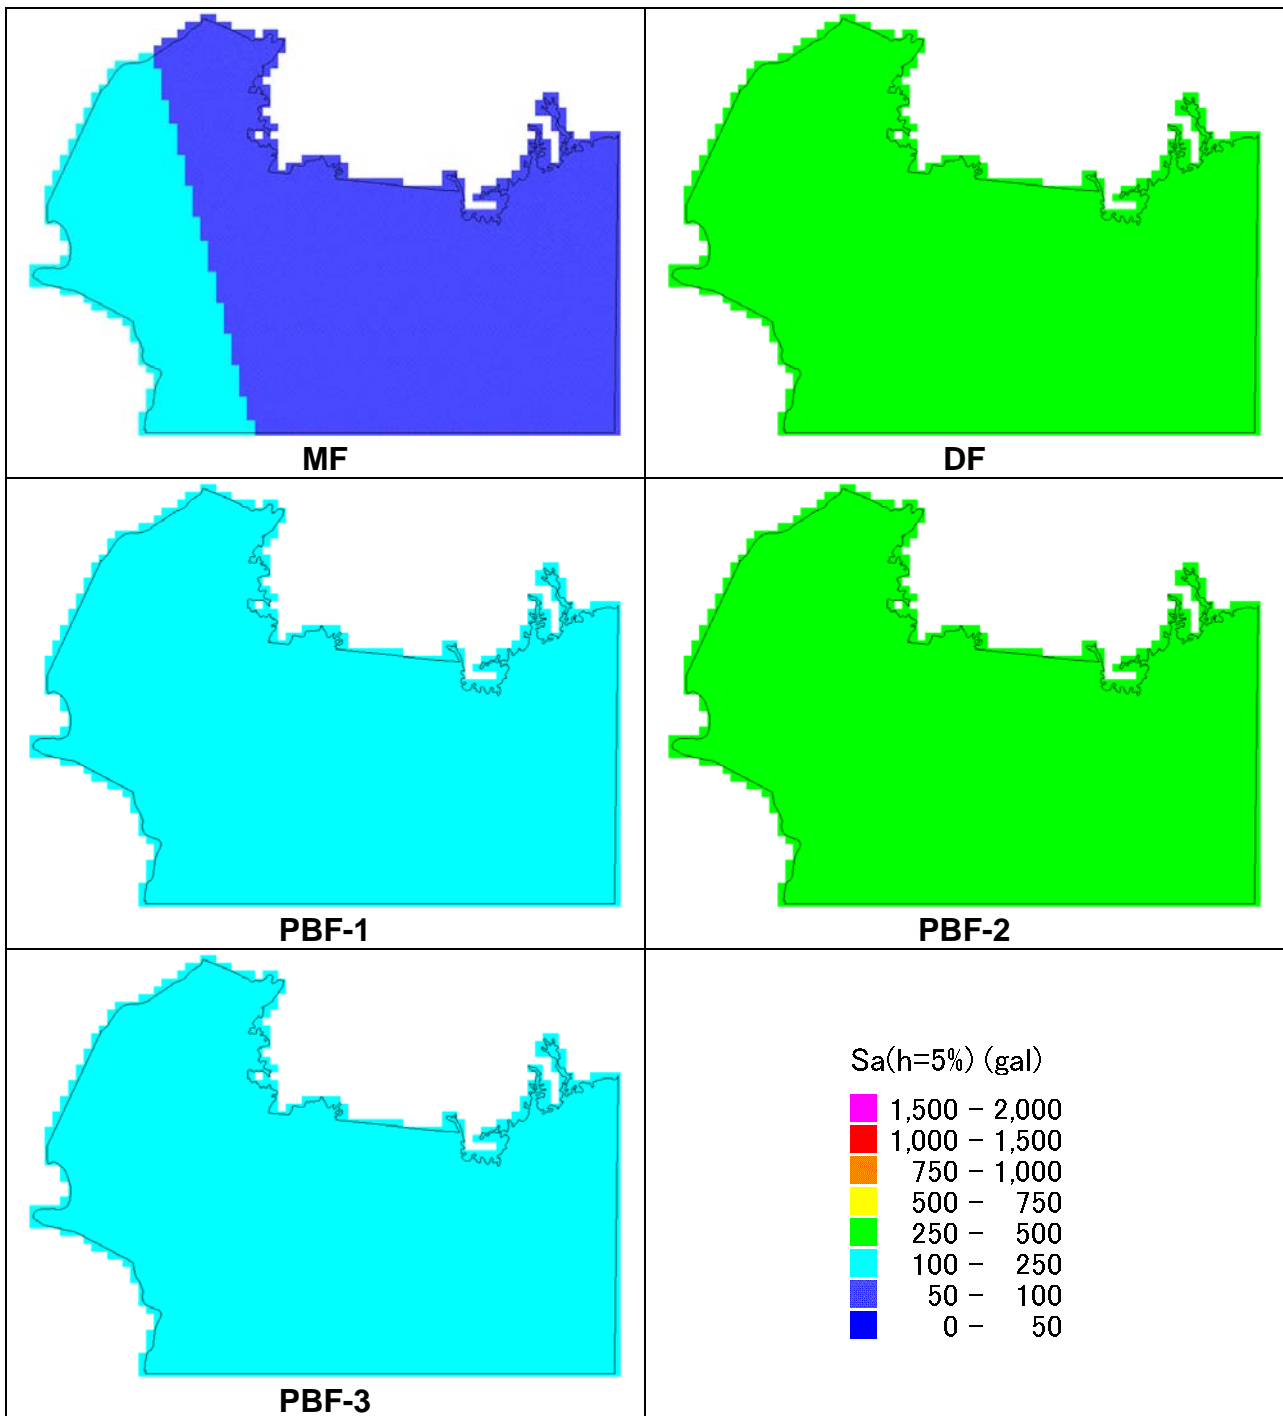 MF
DF
PBF-1
PBF-2
PBF-3
Sa(h=5%) (gal)
1,500 - 2,000
1,000 - 1,500
750 - 1,000
500 - 750
250 - 500
100 - 250
50 - 100
0 - 50